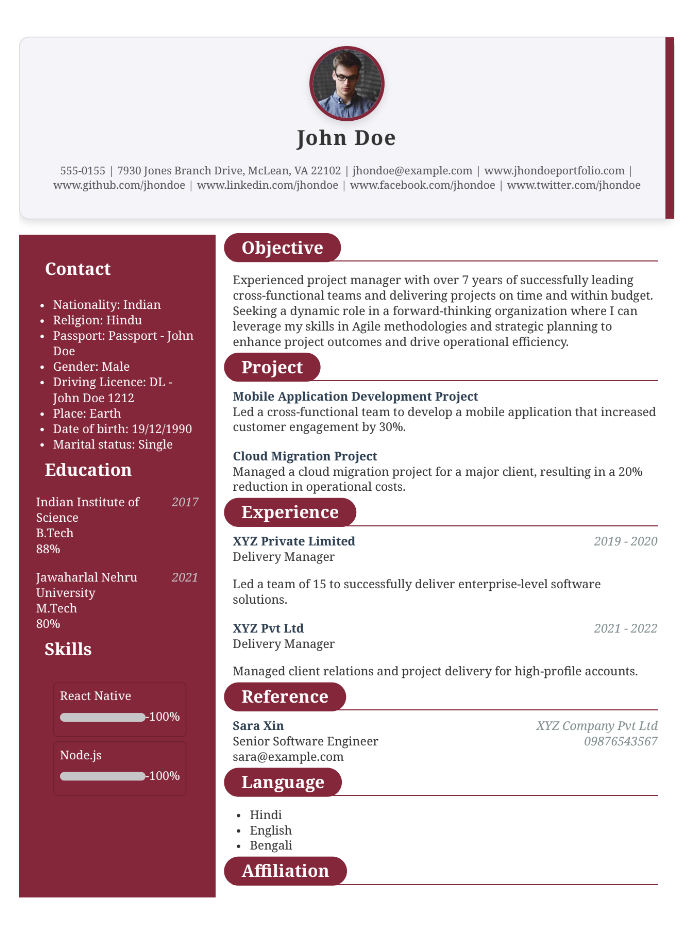 John Doe
555-0155 | 7930 Jones Branch Drive, McLean, VA 22102 | jhondoe@example.com | www.jhondoeportfolio.com |
www.github.com/jhondoe | www.linkedin.com/jhondoe | www.facebook.com/jhondoe | www.twitter.com/jhondoe
Contact
• Nationality: Indian
• Religion: Hindu
• Passport: Passport - John
Doe
• Gender: Male
• Driving Licence: DL -
John Doe 1212
• Place: Earth
• Date of birth: 19/12/1990
• Marital status: Single
Education
Indian Institute of 2017
Science
B.Tech
88%
Jawaharlal Nehru 2021
University
M.Tech
80%
Skills
React Native
-100%
Node.js
-100%
Objective
Experienced project manager with over 7 years of successfully leading
cross-functional teams and delivering projects on time and within budget.
Seeking a dynamic role in a forward-thinking organization where I can
leverage my skills in Agile methodologies and strategic planning to
enhance project outcomes and drive operational efficiency.
Project
Mobile Application Development Project
Led a cross-functional team to develop a mobile application that increased
customer engagement by 30%.
Cloud Migration Project
Managed a cloud migration project for a major client, resulting in a 20%
reduction in operational costs.
Experience
XYZ Private Limited 2019 - 2020
Delivery Manager
Led a team of 15 to successfully deliver enterprise-level software
solutions.
XYZ Pvt Ltd 2021 - 2022
Delivery Manager
Managed client relations and project delivery for high-profile accounts.
Reference
Sara Xin XYZ Company Pvt Ltd
Senior Software Engineer 09876543567
sara@example.com
Language
• Hindi
• English
• Bengali
Affiliation